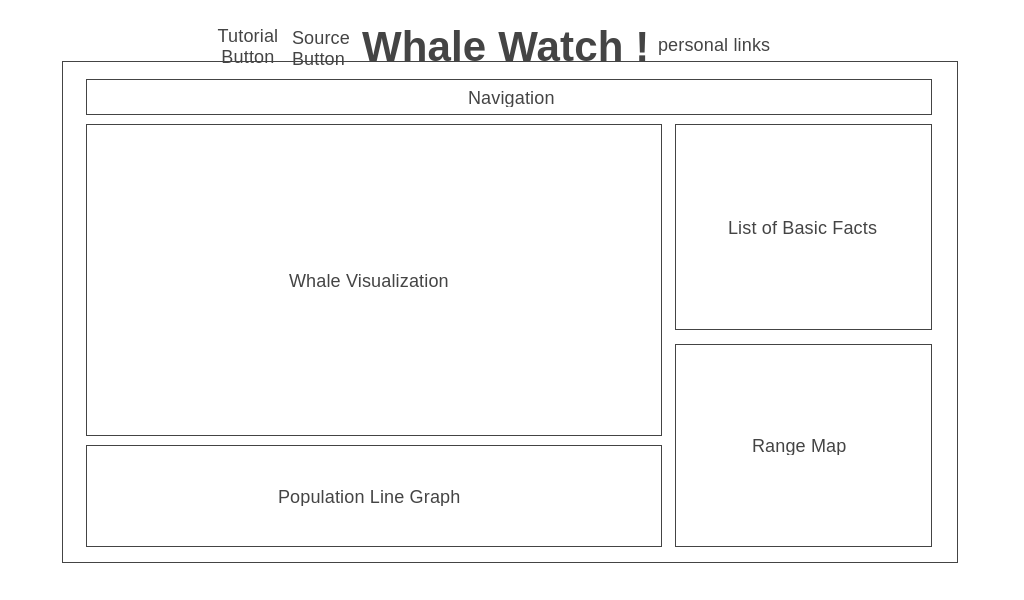 Tutorial
Button
Source
Button
Whale Watch !
personal links
Navigation
Whale Visualization
List of Basic Facts
Range Map
Population Line Graph